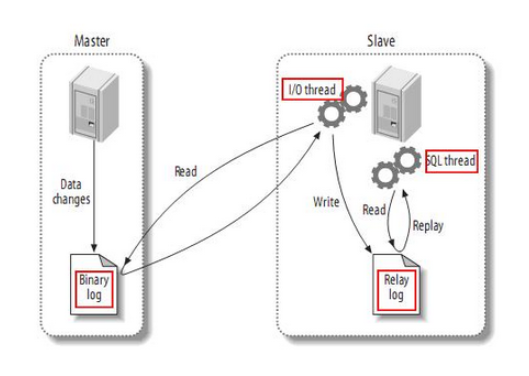 Master
Slave
I/O thread
SQL thread
Read
Data
changes
Write
Read
Replay
Binary
log
Relay
log